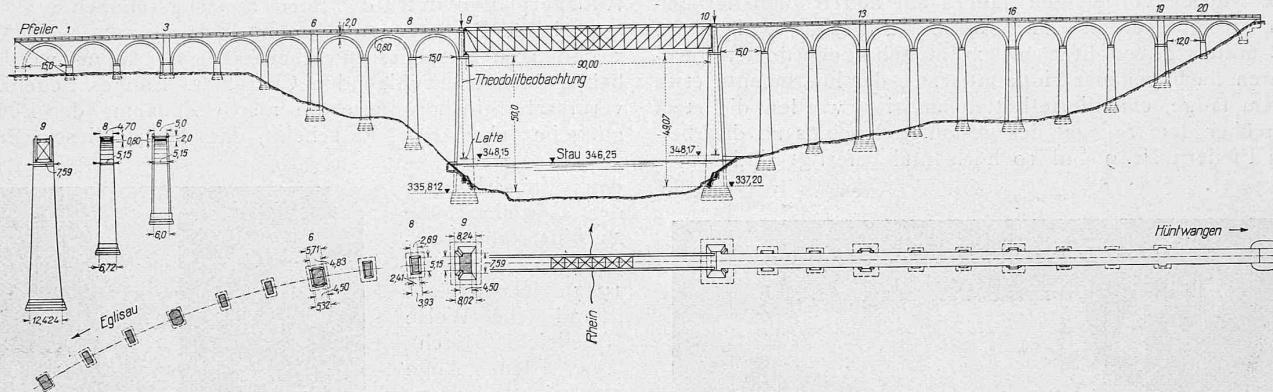 Pfeiler 1 3 6 8 9 10 13 16 19 20
2,0
0,60
15,0 15,0 15,0 12,0
90,00
Theodolitbeobachtung
50,0
49,07
Latte
348,15 Stau 346,25 348,17
335,812 337,20
9 8 6
4,70 5,0
0,60 2,0
5,15 5,15
7,59
6,0
6,72
12,424
6 8 9
5,71 2,69 8,24
4,83 5,15 7,59
4,50 2,41 4,50
5,32 3,93 8,02
Eglisau
Rhein
Hüntwangen